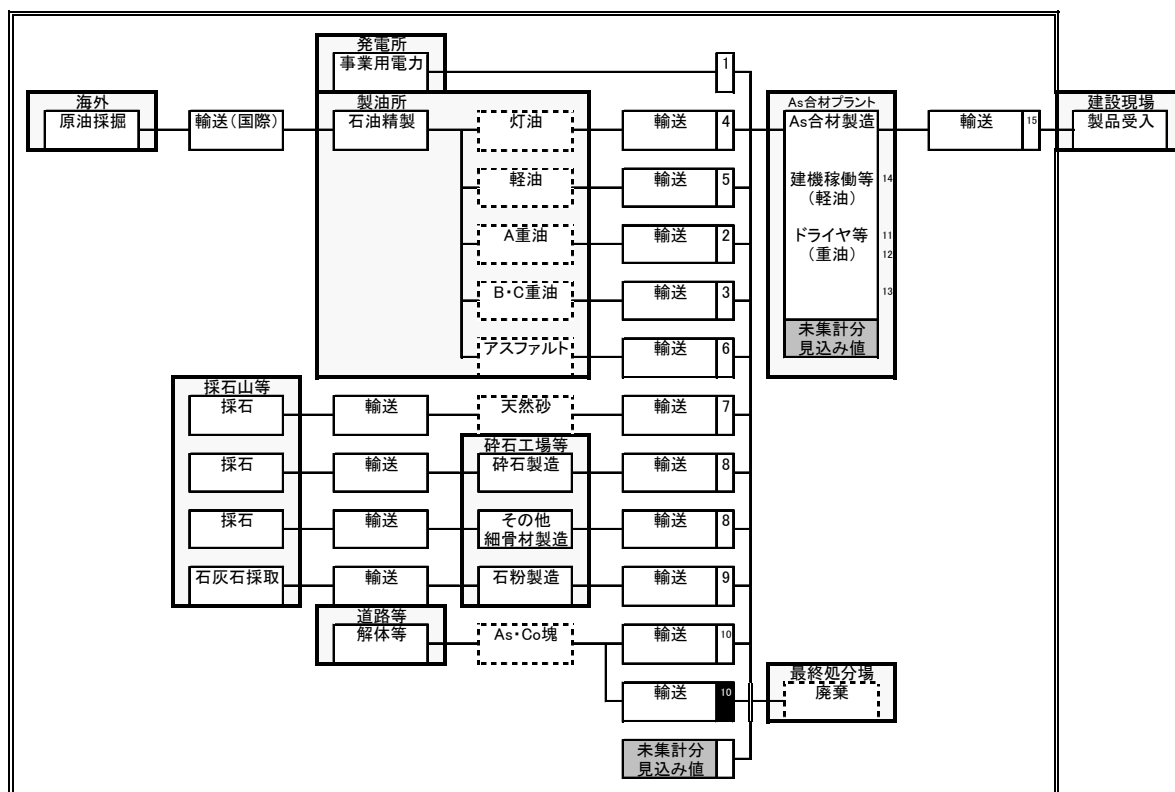 発電所
事業用電力
1
海外
原油採掘
輸送(国際)
製油所
石油精製
灯油
輸送
4
As合材プラント
As合材製造
輸送
15
建設現場
製品受入
軽油
輸送
5
建機稼働等
(軽油)
14
A重油
輸送
2
ドライヤ等
(重油)
11
12
B・C重油
輸送
3
13
アスファルト
輸送
6
未集計分
見込み値
採石山等
採石
輸送
天然砂
輸送
7
砕石工場等
採石
輸送
砕石製造
輸送
8
採石
輸送
その他
細骨材製造
輸送
8
石灰石採取
輸送
石粉製造
輸送
9
道路等
解体等
As・Co塊
輸送
10
輸送
10
最終処分場
廃棄
未集計分
見込み値